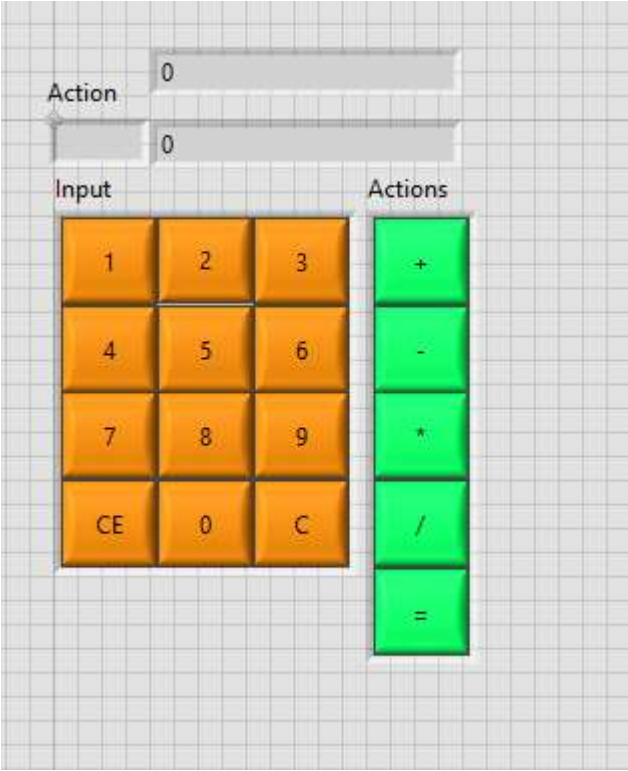 0
Action
0
Input
Actions
1 2 3 +
4 5 6 -
7 8 9 *
CE 0 C /
=